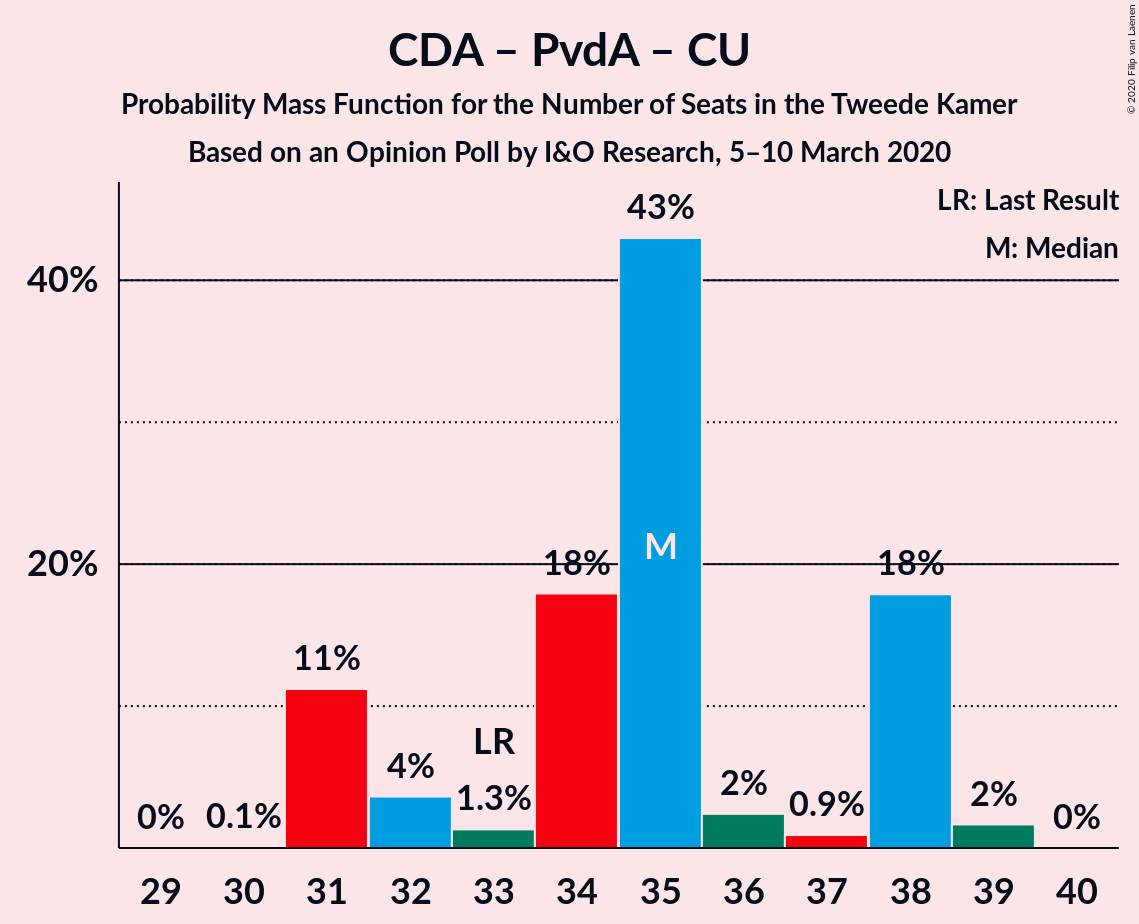 CDA – PvdA – CU
Probability Mass Function for the Number of Seats in the Tweede Kamer
Based on an Opinion Poll by I&O Research, 5–10 March 2020
© 2020 Filip van Laenen
LR: Last Result
M: Median
40%
20%
0%
0.1%
11%
4%
LR
1.3%
18%
43%
M
2%
0.9%
18%
2%
0%
29 30 31 32 33 34 35 36 37 38 39 40